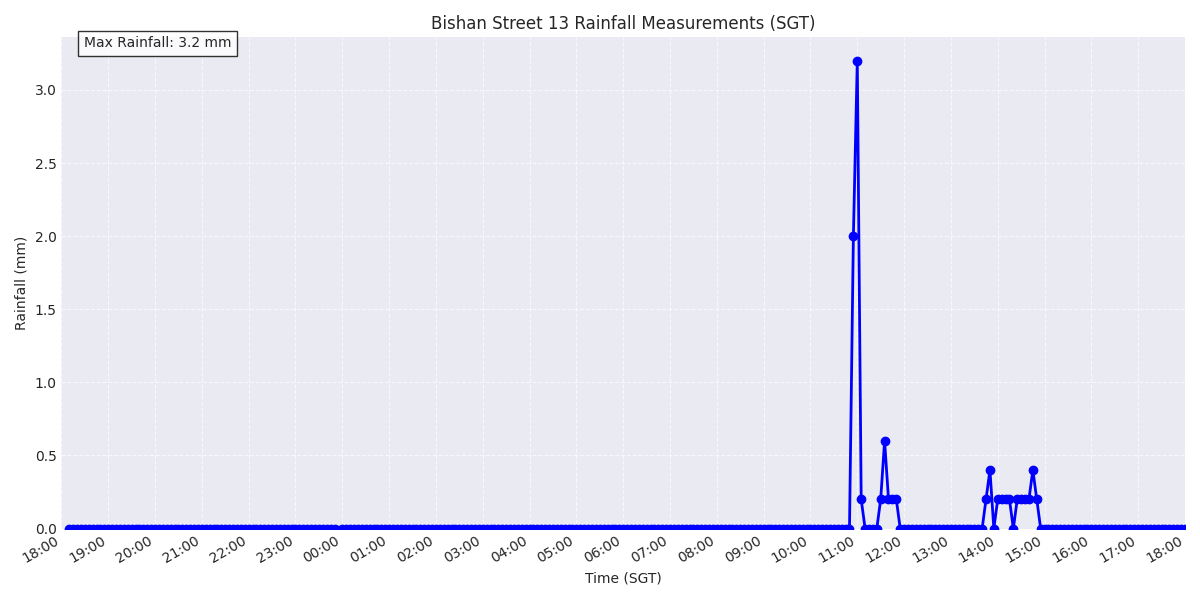 Bishan Street 13 Rainfall Measurements (SGT)
Max Rainfall: 3.2 mm
3.0
2.5
2.0
1.5
1.0
0.5
0.0
Rainfall (mm)
18:00 19:00 20:00 21:00 22:00 23:00 00:00 01:00 02:00 03:00 04:00 05:00 06:00 07:00 08:00 09:00 10:00 11:00 12:00 13:00 14:00 15:00 16:00 17:00 18:00
Time (SGT)